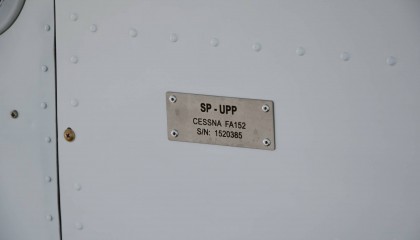 SP - UPP
CESSNA FA152
S/N: 1520385